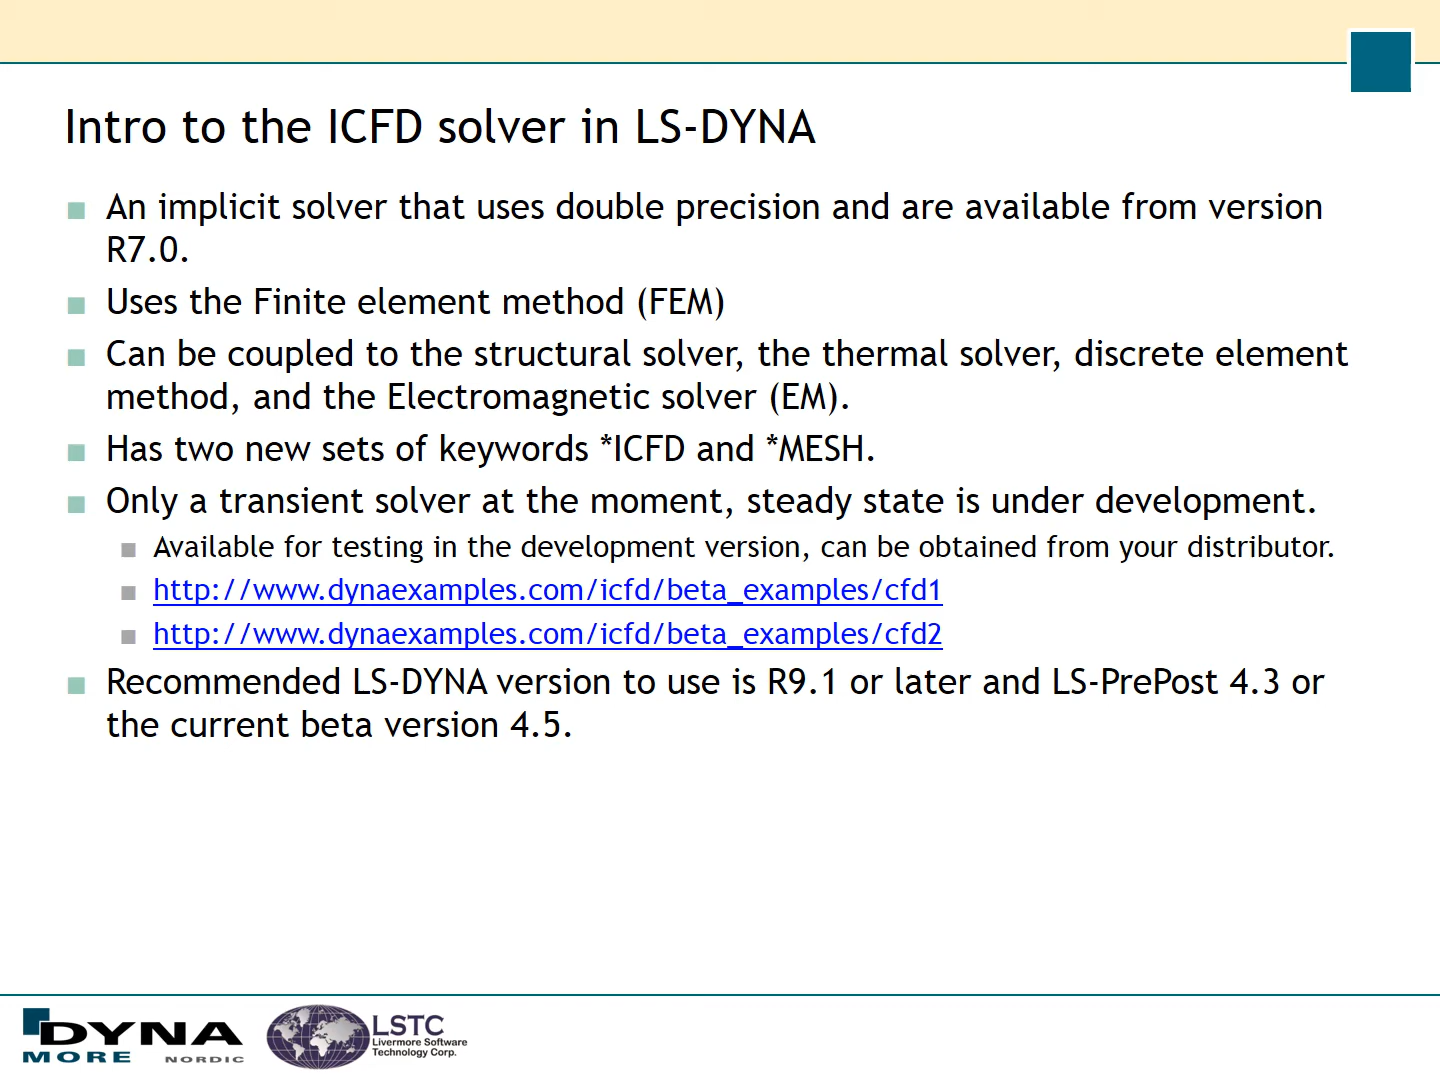 Intro to the ICFD solver in LS-DYNA
An implicit solver that uses double precision and are available from version
R7.0.
Uses the Finite element method (FEM)
Can be coupled to the structural solver, the thermal solver, discrete element
method, and the Electromagnetic solver (EM).
Has two new sets of keywords *ICFD and *MESH.
Only a transient solver at the moment, steady state is under development.
Available for testing in the development version, can be obtained from your distributor.
http://www.dynaexamples.com/icfd/beta_examples/cfd1
http://www.dynaexamples.com/icfd/beta_examples/cfd2
Recommended LS-DYNA version to use is R9.1 or later and LS-PrePost 4.3 or
the current beta version 4.5.
DYNA
MORE NORDIC
LSTC
Livermore Software
Technology Corp.